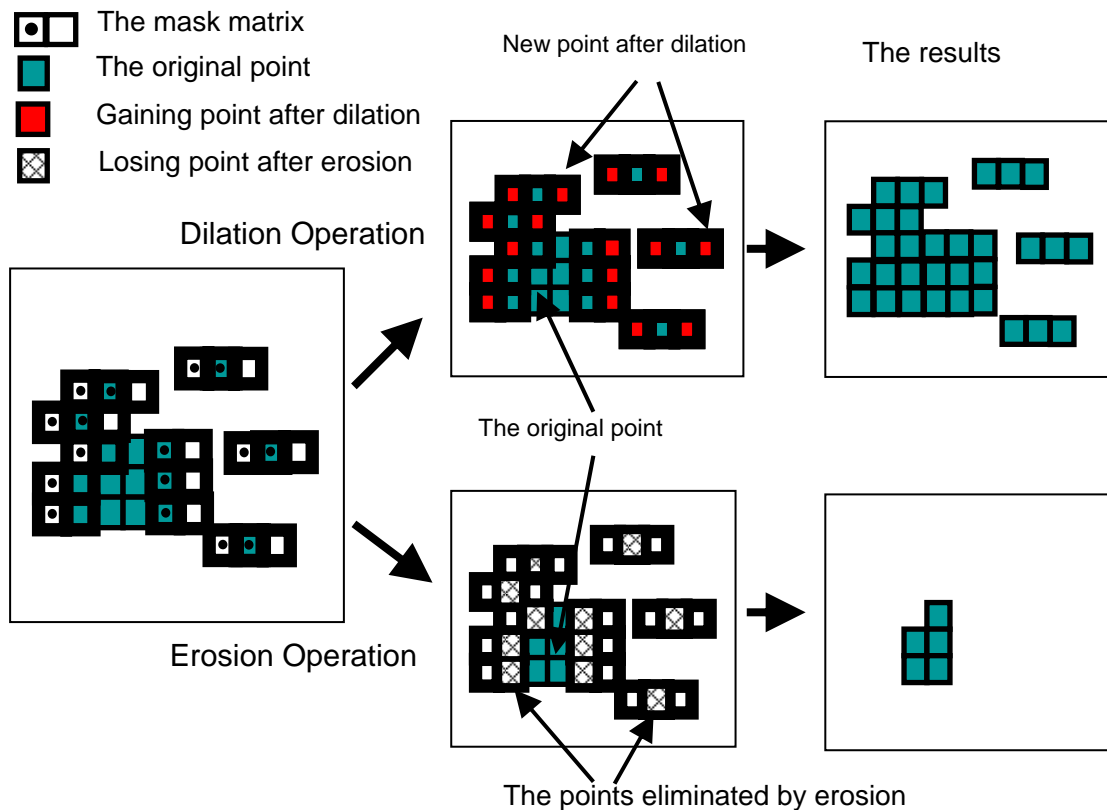 The mask matrix
The original point
Gaining point after dilation
Losing point after erosion
New point after dilation
The results
Dilation Operation
The original point
Erosion Operation
The points eliminated by erosion